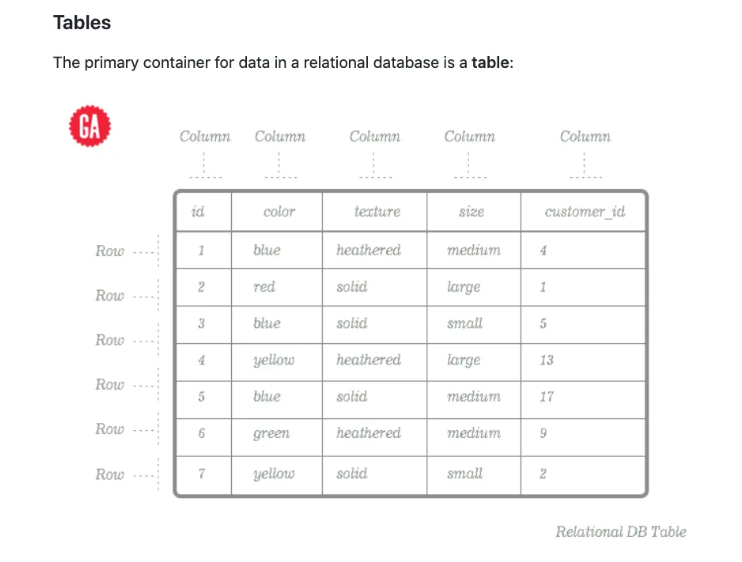 Tables
The primary container for data in a relational database is a table:
GA
Column Column Column Column Column
id color texture size customer_id
Row 1 blue heathered medium 4
Row 2 red solid large 1
3 blue solid small 5
Row
4 yellow heathered large 13
Row
5 blue solid medium 17
Row 6 green heathered medium 9
Row 7 yellow solid small 2
Relational DB Table